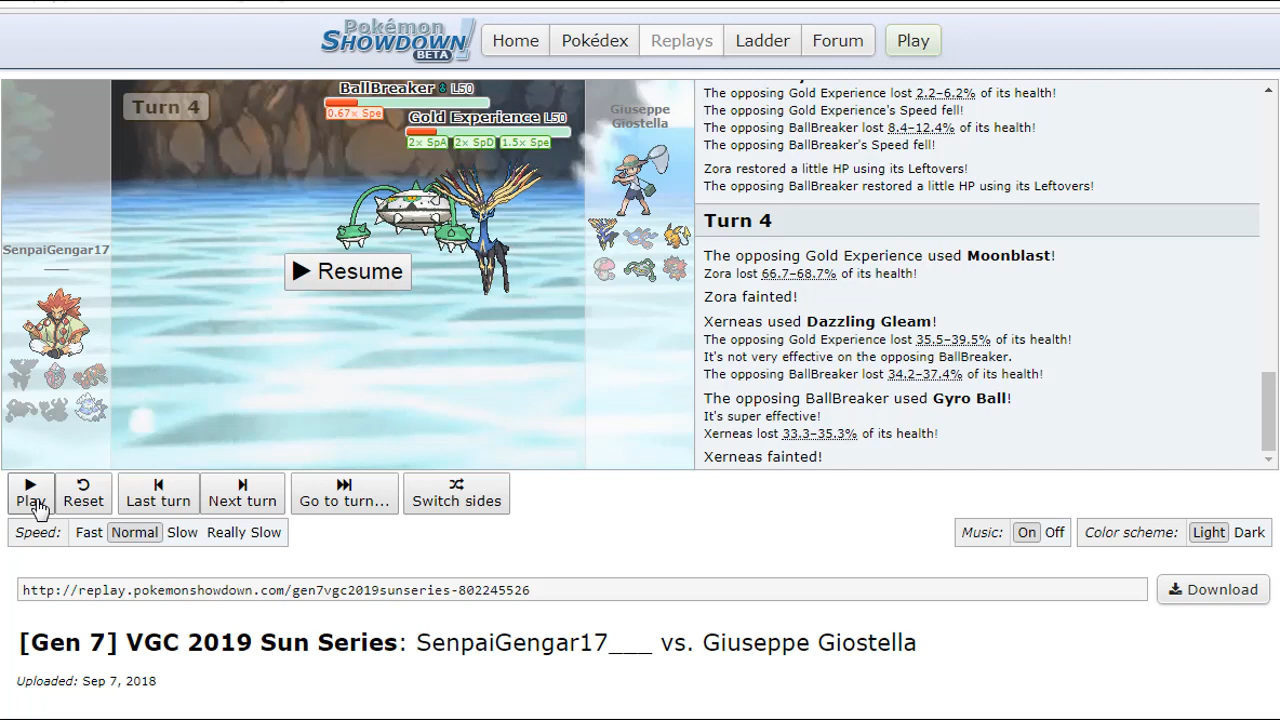 Pokémon
SHOWDOWN!
BETA
Home
Pokédex
Replays
Ladder
Forum
Play
Turn 4
BallBreaker L50
0.67× Spe
Gold Experience L50
2× SpA 2× SpD 1.5× Spe
SenpaiGengar17
___
Giuseppe
Giostella
Resume
The opposing Gold Experience lost 2.2–6.2% of its health!
The opposing Gold Experience's Speed fell!
The opposing BallBreaker lost 8.4–12.4% of its health!
The opposing BallBreaker's Speed fell!
Zora restored a little HP using its Leftovers!
The opposing BallBreaker restored a little HP using its Leftovers!
Turn 4
The opposing Gold Experience used Moonblast!
Zora lost 66.7–68.7% of its health!
Zora fainted!
Xerneas used Dazzling Gleam!
The opposing Gold Experience lost 35.5–39.5% of its health!
It's not very effective on the opposing BallBreaker.
The opposing BallBreaker lost 34.2–37.4% of its health!
The opposing BallBreaker used Gyro Ball!
It's super effective!
Xerneas lost 33.3–35.3% of its health!
Xerneas fainted!
Play
Reset
Last turn
Next turn
Go to turn...
Switch sides
Speed: Fast Normal Slow Really Slow
Music: On Off
Color scheme: Light Dark
http://replay.pokemonshowdown.com/gen7vgc2019sunseries-802245526
Download
[Gen 7] VGC 2019 Sun Series: SenpaiGengar17___ vs. Giuseppe Giostella
Uploaded: Sep 7, 2018